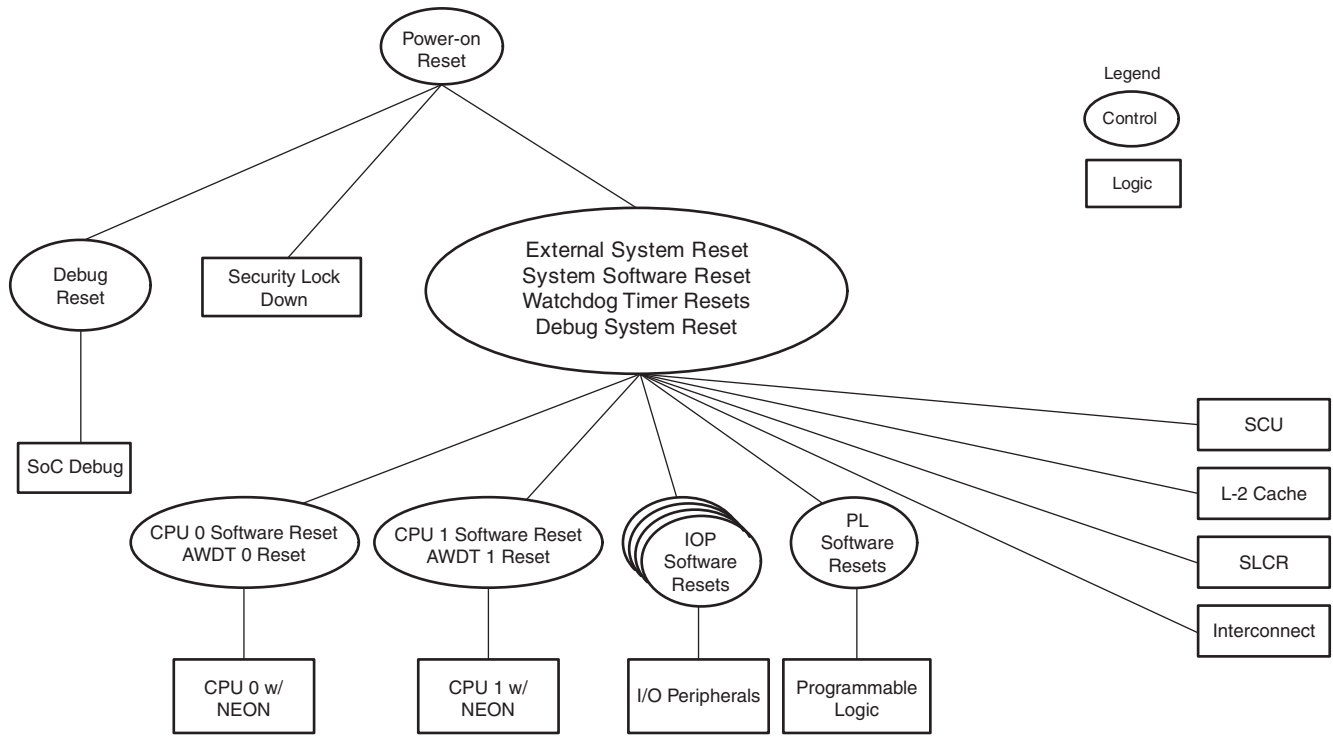 Power-on
Reset
Legend
Control
Logic
External System Reset
System Software Reset
Watchdog Timer Resets
Debug System Reset
Debug
Reset
Security Lock
Down
SoC Debug
SCU
L-2 Cache
SLCR
Interconnect
CPU 0 Software Reset
AWDT 0 Reset
CPU 1 Software Reset
AWDT 1 Reset
IOP
Software
Resets
PL
Software
Resets
CPU 0 w/
NEON
CPU 1 w/
NEON
I/O Peripherals
Programmable
Logic